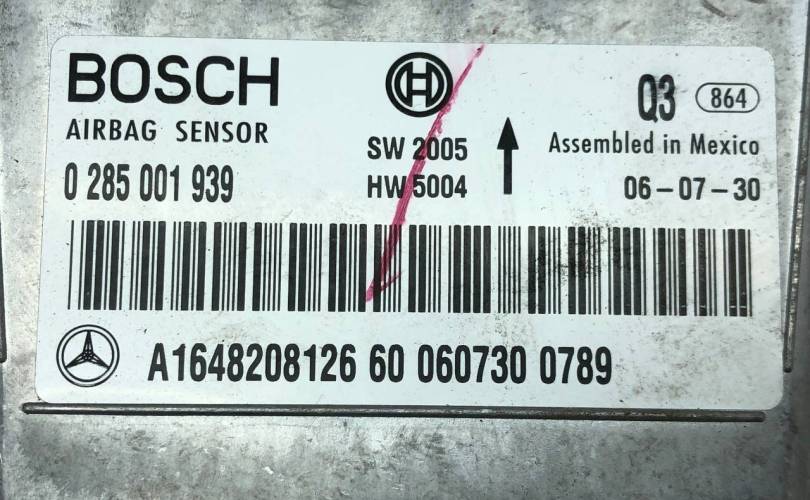 BOSCH
AIRBAG SENSOR
0 285 001 939
SW 2005
HW 5004
Q3 864
Assembled in Mexico
06-07-30
A1648208126 60 060730 0789